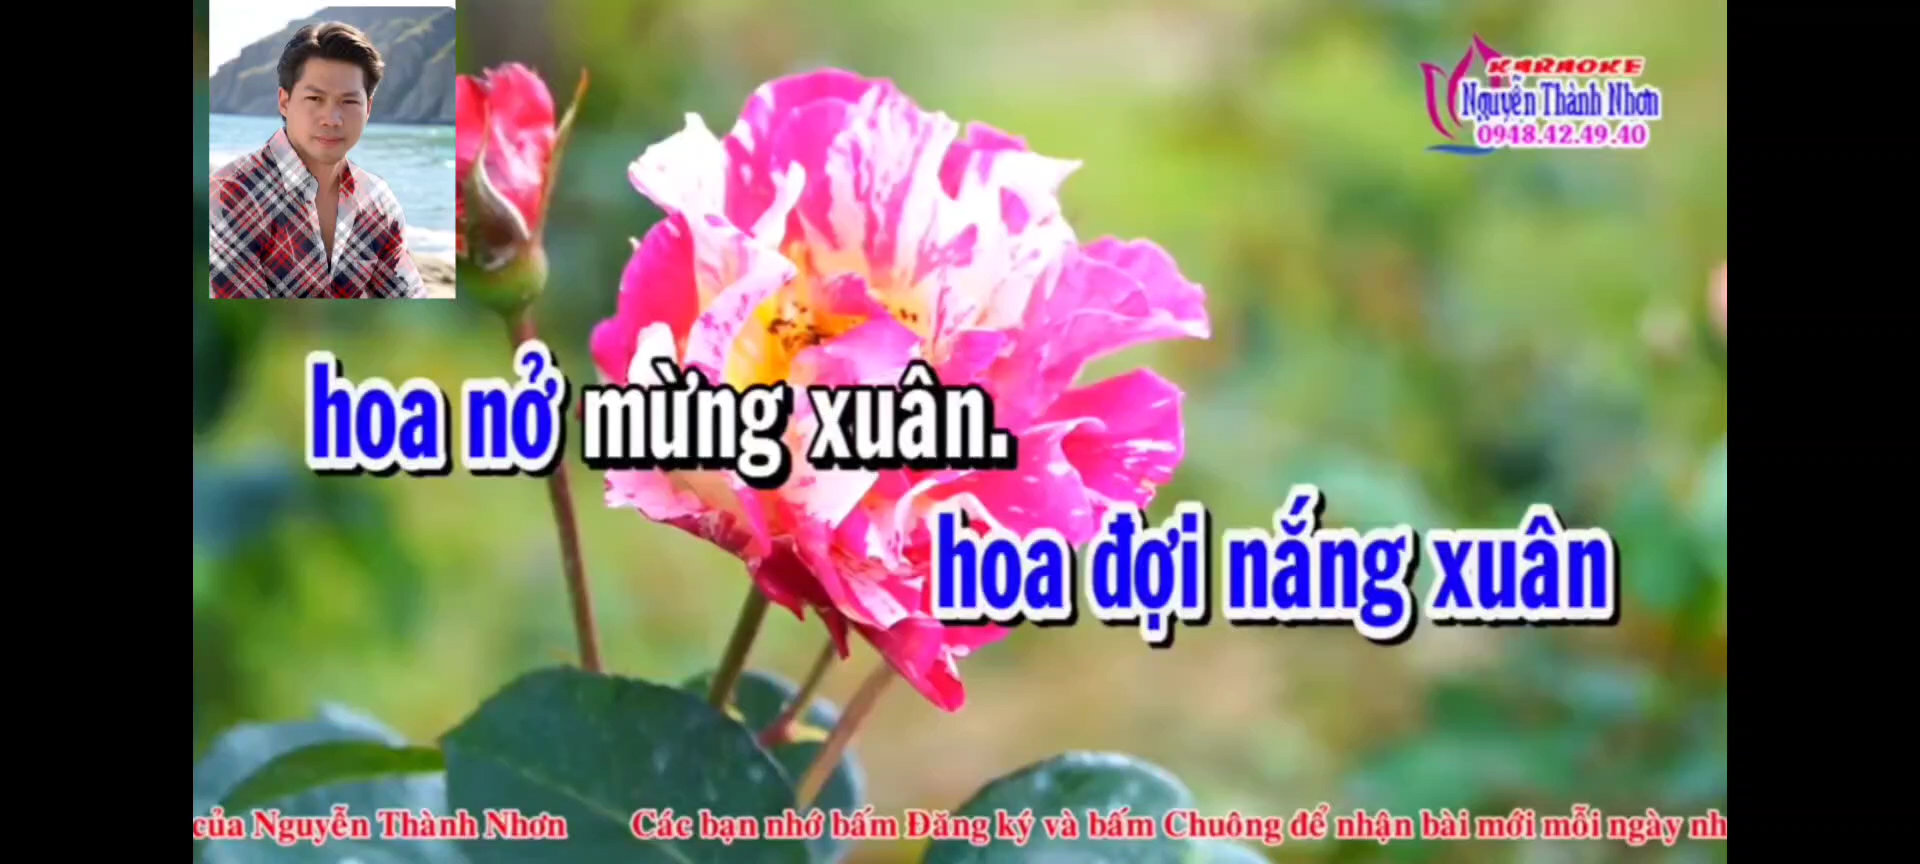 KARAOKE
Nguyễn Thành Nhơn
0948.42.49.40
hoa nở mừng xuân.
hoa đợi nắng xuân
của Nguyễn Thành Nhơn Các bạn nhớ bấm Đăng ký và bấm Chuông để nhận bài mới mỗi ngày nh